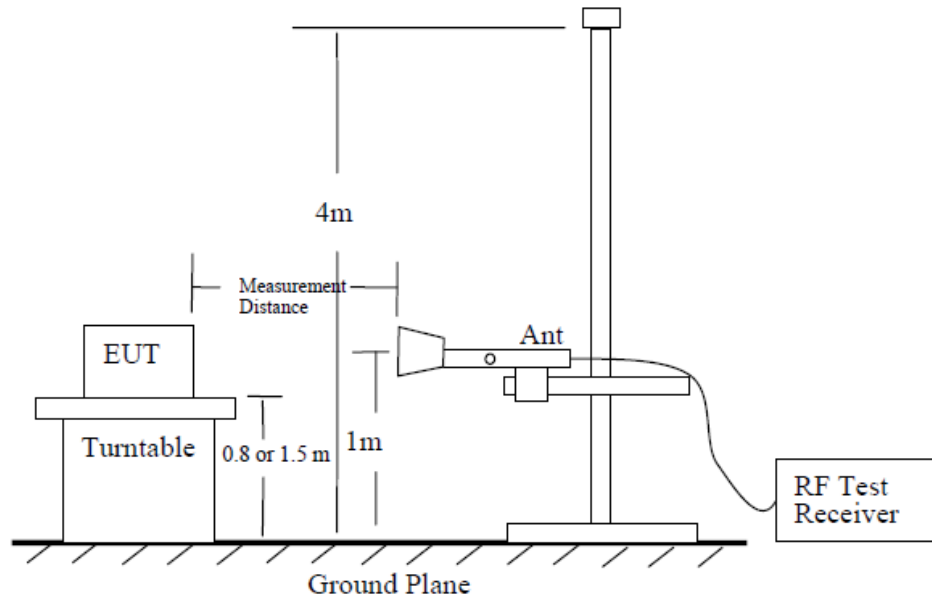 4m
Measurement
Distance
Ant
EUT
Turntable
0.8 or 1.5 m
1m
RF Test
Receiver
Ground Plane